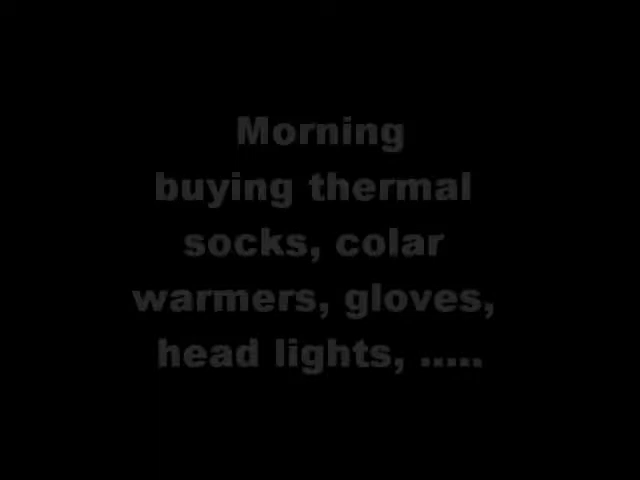 Morning
buying thermal
socks, colar
warmers, gloves,
head lights, .....